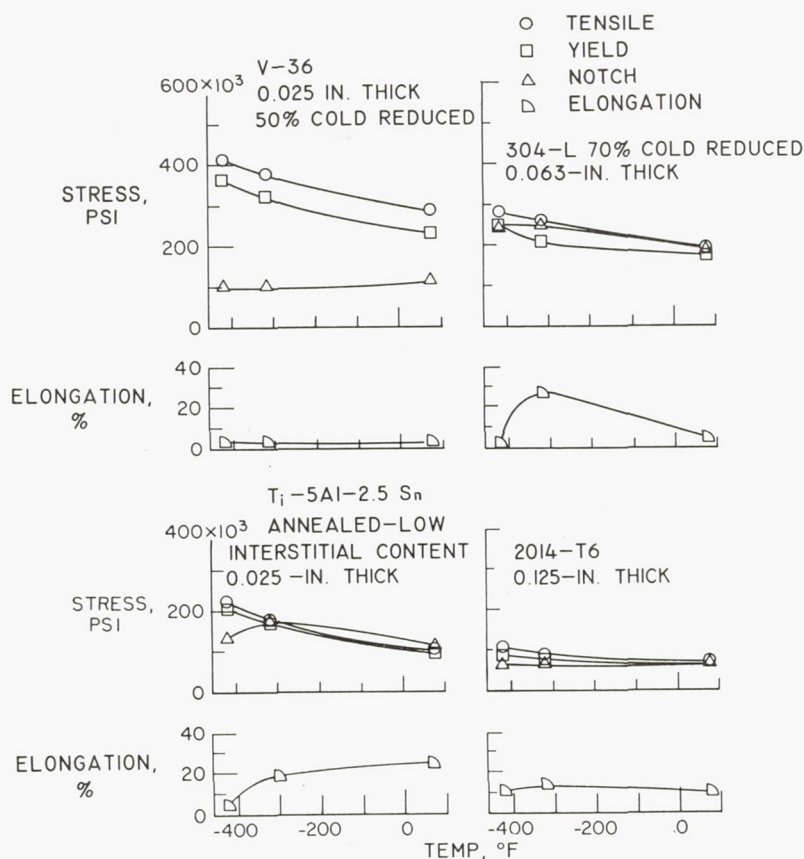 TENSILE
YIELD
NOTCH
ELONGATION
V-36
0.025 IN. THICK
50% COLD REDUCED
304-L 70% COLD REDUCED
0.063-IN. THICK
600×10³
400
200
0
STRESS,
PSI
40
20
0
ELONGATION,
%
Ti-5Al-2.5 Sn
ANNEALED-LOW
INTERSTITIAL CONTENT
0.025-IN. THICK
2014-T6
0.125-IN. THICK
400×10³
200
0
STRESS,
PSI
40
20
0
ELONGATION,
%
-400 -200 0
-400 -200 0
TEMP, °F